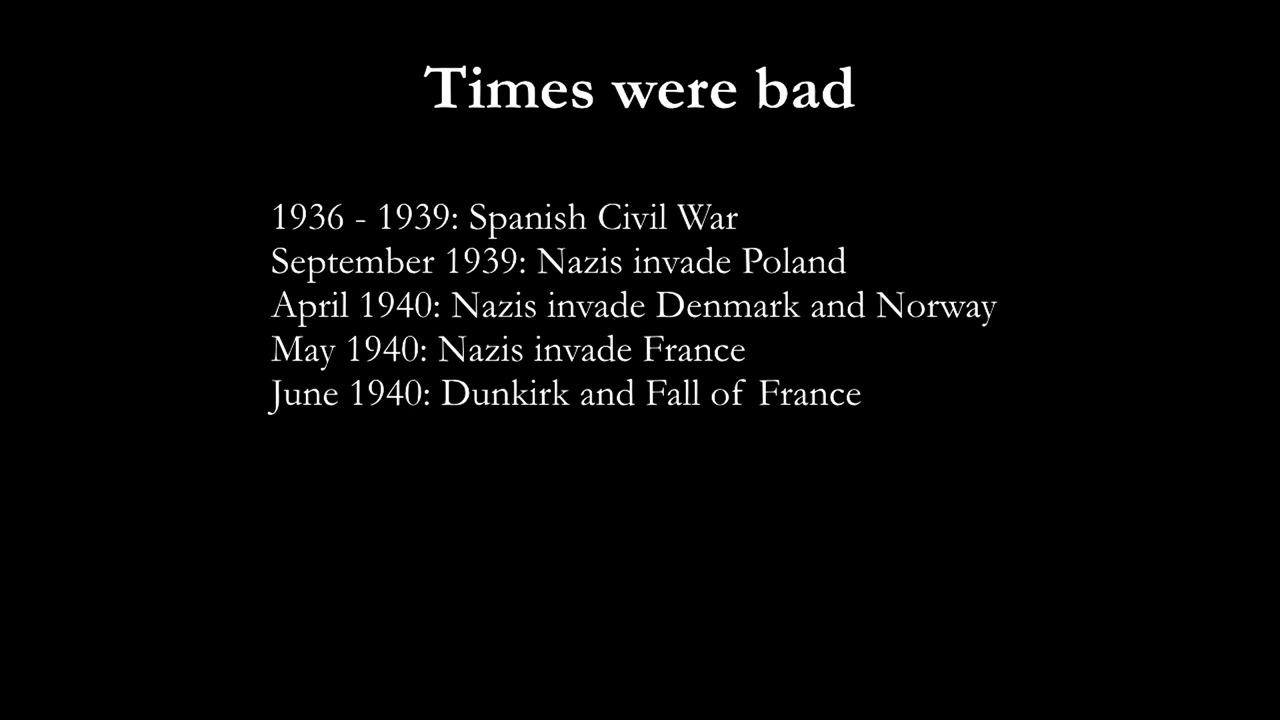 Times were bad
1936 - 1939: Spanish Civil War
September 1939: Nazis invade Poland
April 1940: Nazis invade Denmark and Norway
May 1940: Nazis invade France
June 1940: Dunkirk and Fall of France